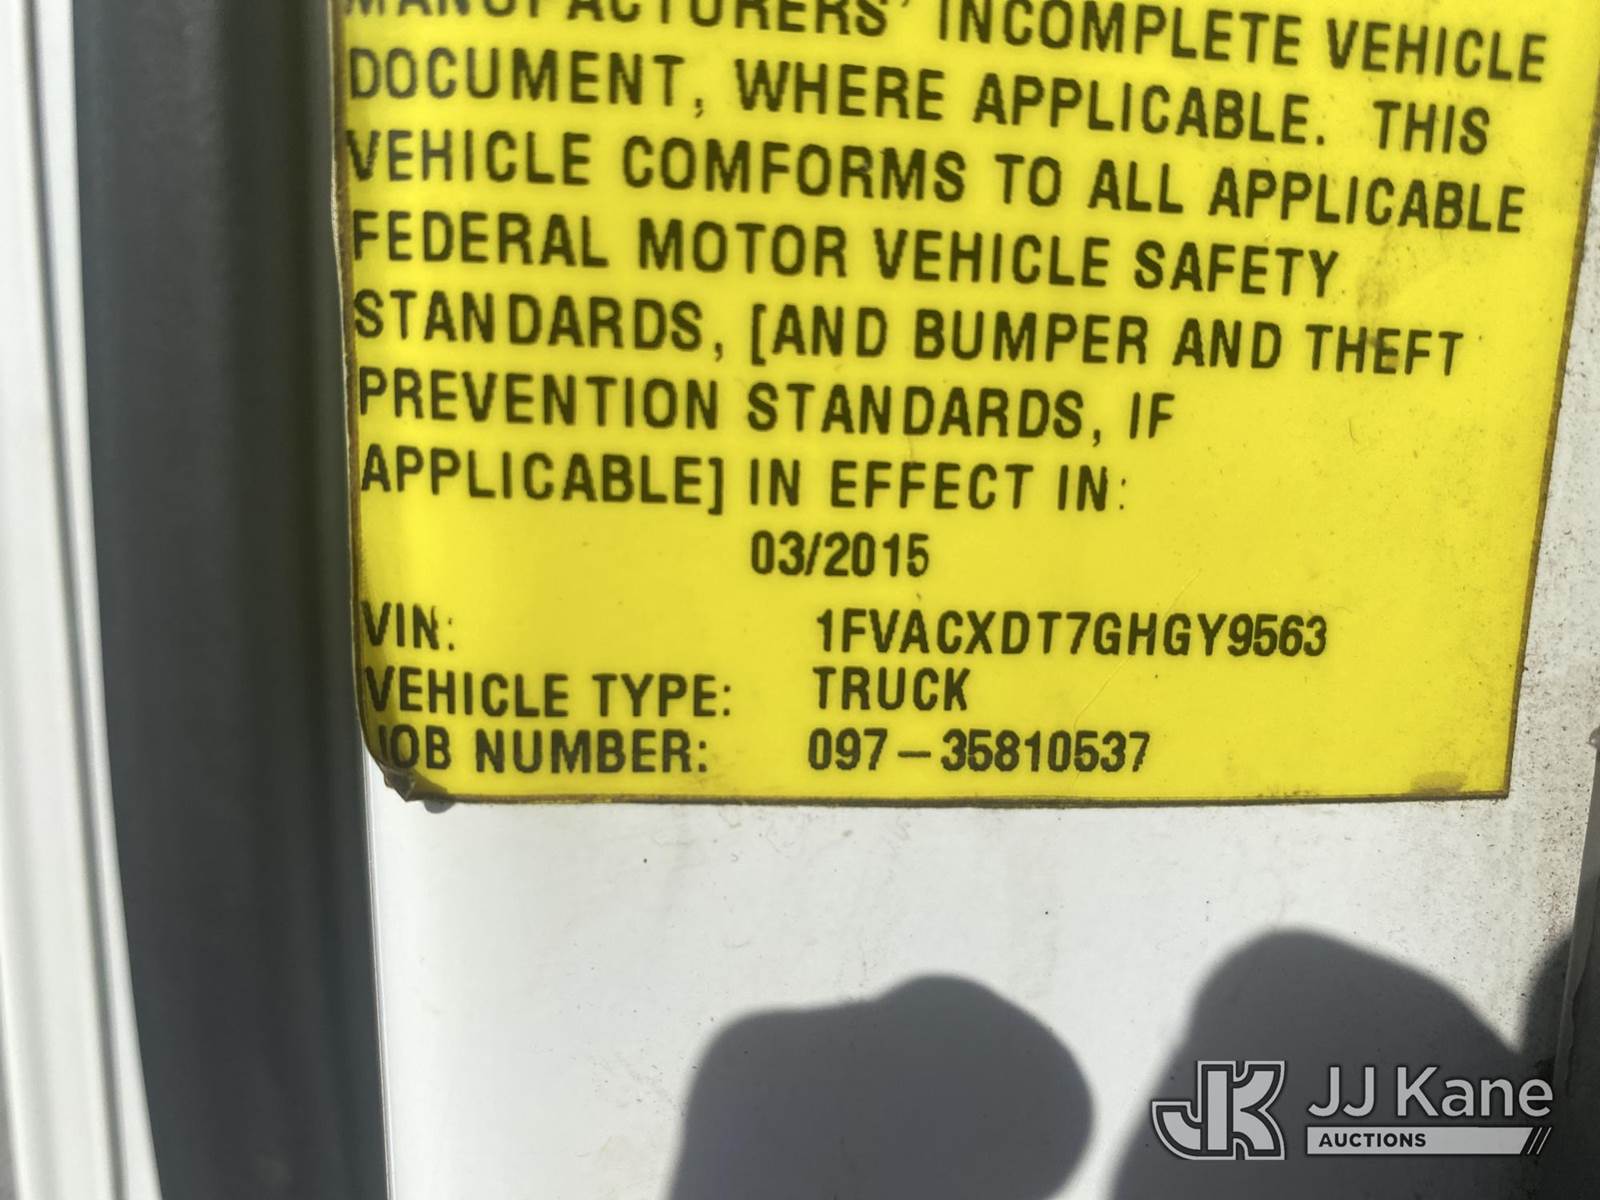 MANUFACTURERS' INCOMPLETE VEHICLE
DOCUMENT, WHERE APPLICABLE. THIS
VEHICLE COMFORMS TO ALL APPLICABLE
FEDERAL MOTOR VEHICLE SAFETY
STANDARDS, [AND BUMPER AND THEFT
PREVENTION STANDARDS, IF
APPLICABLE] IN EFFECT IN:
03/2015
VIN: 1FVACXDT7GHGY9563
VEHICLE TYPE: TRUCK
JOB NUMBER: 097-35810537
JK JJ Kane
AUCTIONS